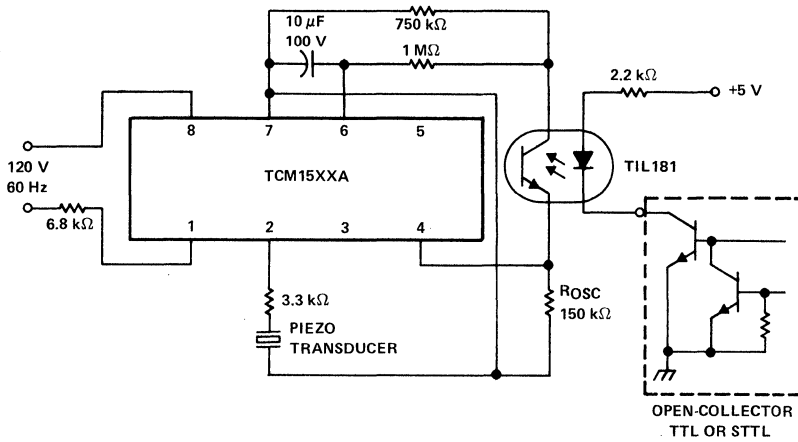 750 kΩ
10 μF
100 V
1 MΩ
2.2 kΩ
+5 V
8
7
6
5
120 V
60 Hz
TCM15XXA
TIL181
6.8 kΩ
1
2
3
4
3.3 kΩ
ROSC
150 kΩ
PIEZO
TRANSDUCER
OPEN-COLLECTOR
TTL OR STTL